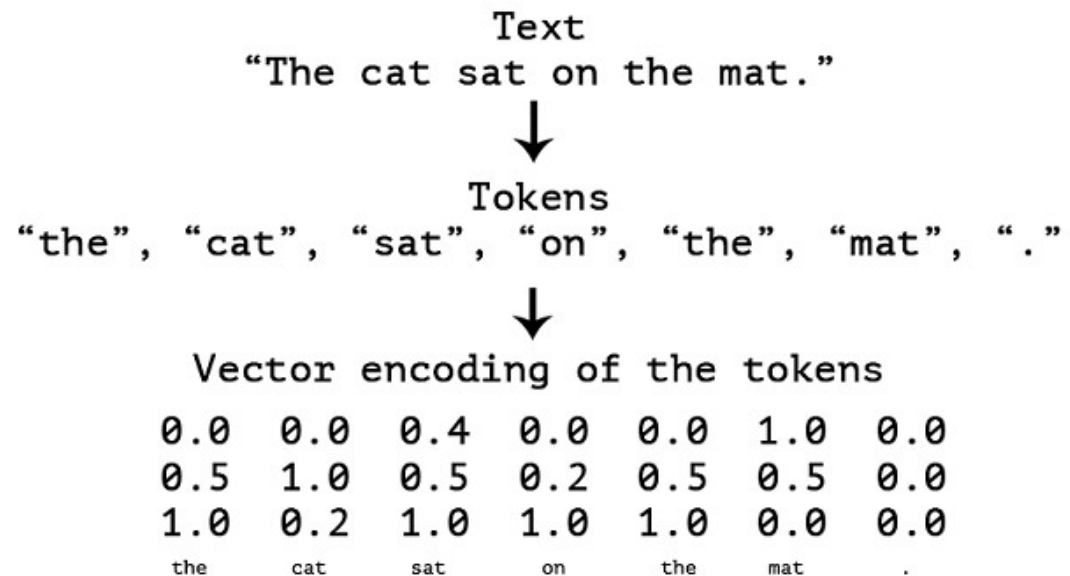 Text
“The cat sat on the mat.”
Tokens
“the”, “cat”, “sat”, “on”, “the”, “mat”, “.”
Vector encoding of the tokens
0.0 0.0 0.4 0.0 0.0 1.0 0.0
0.5 1.0 0.5 0.2 0.5 0.5 0.0
1.0 0.2 1.0 1.0 1.0 0.0 0.0
the cat sat on the mat .